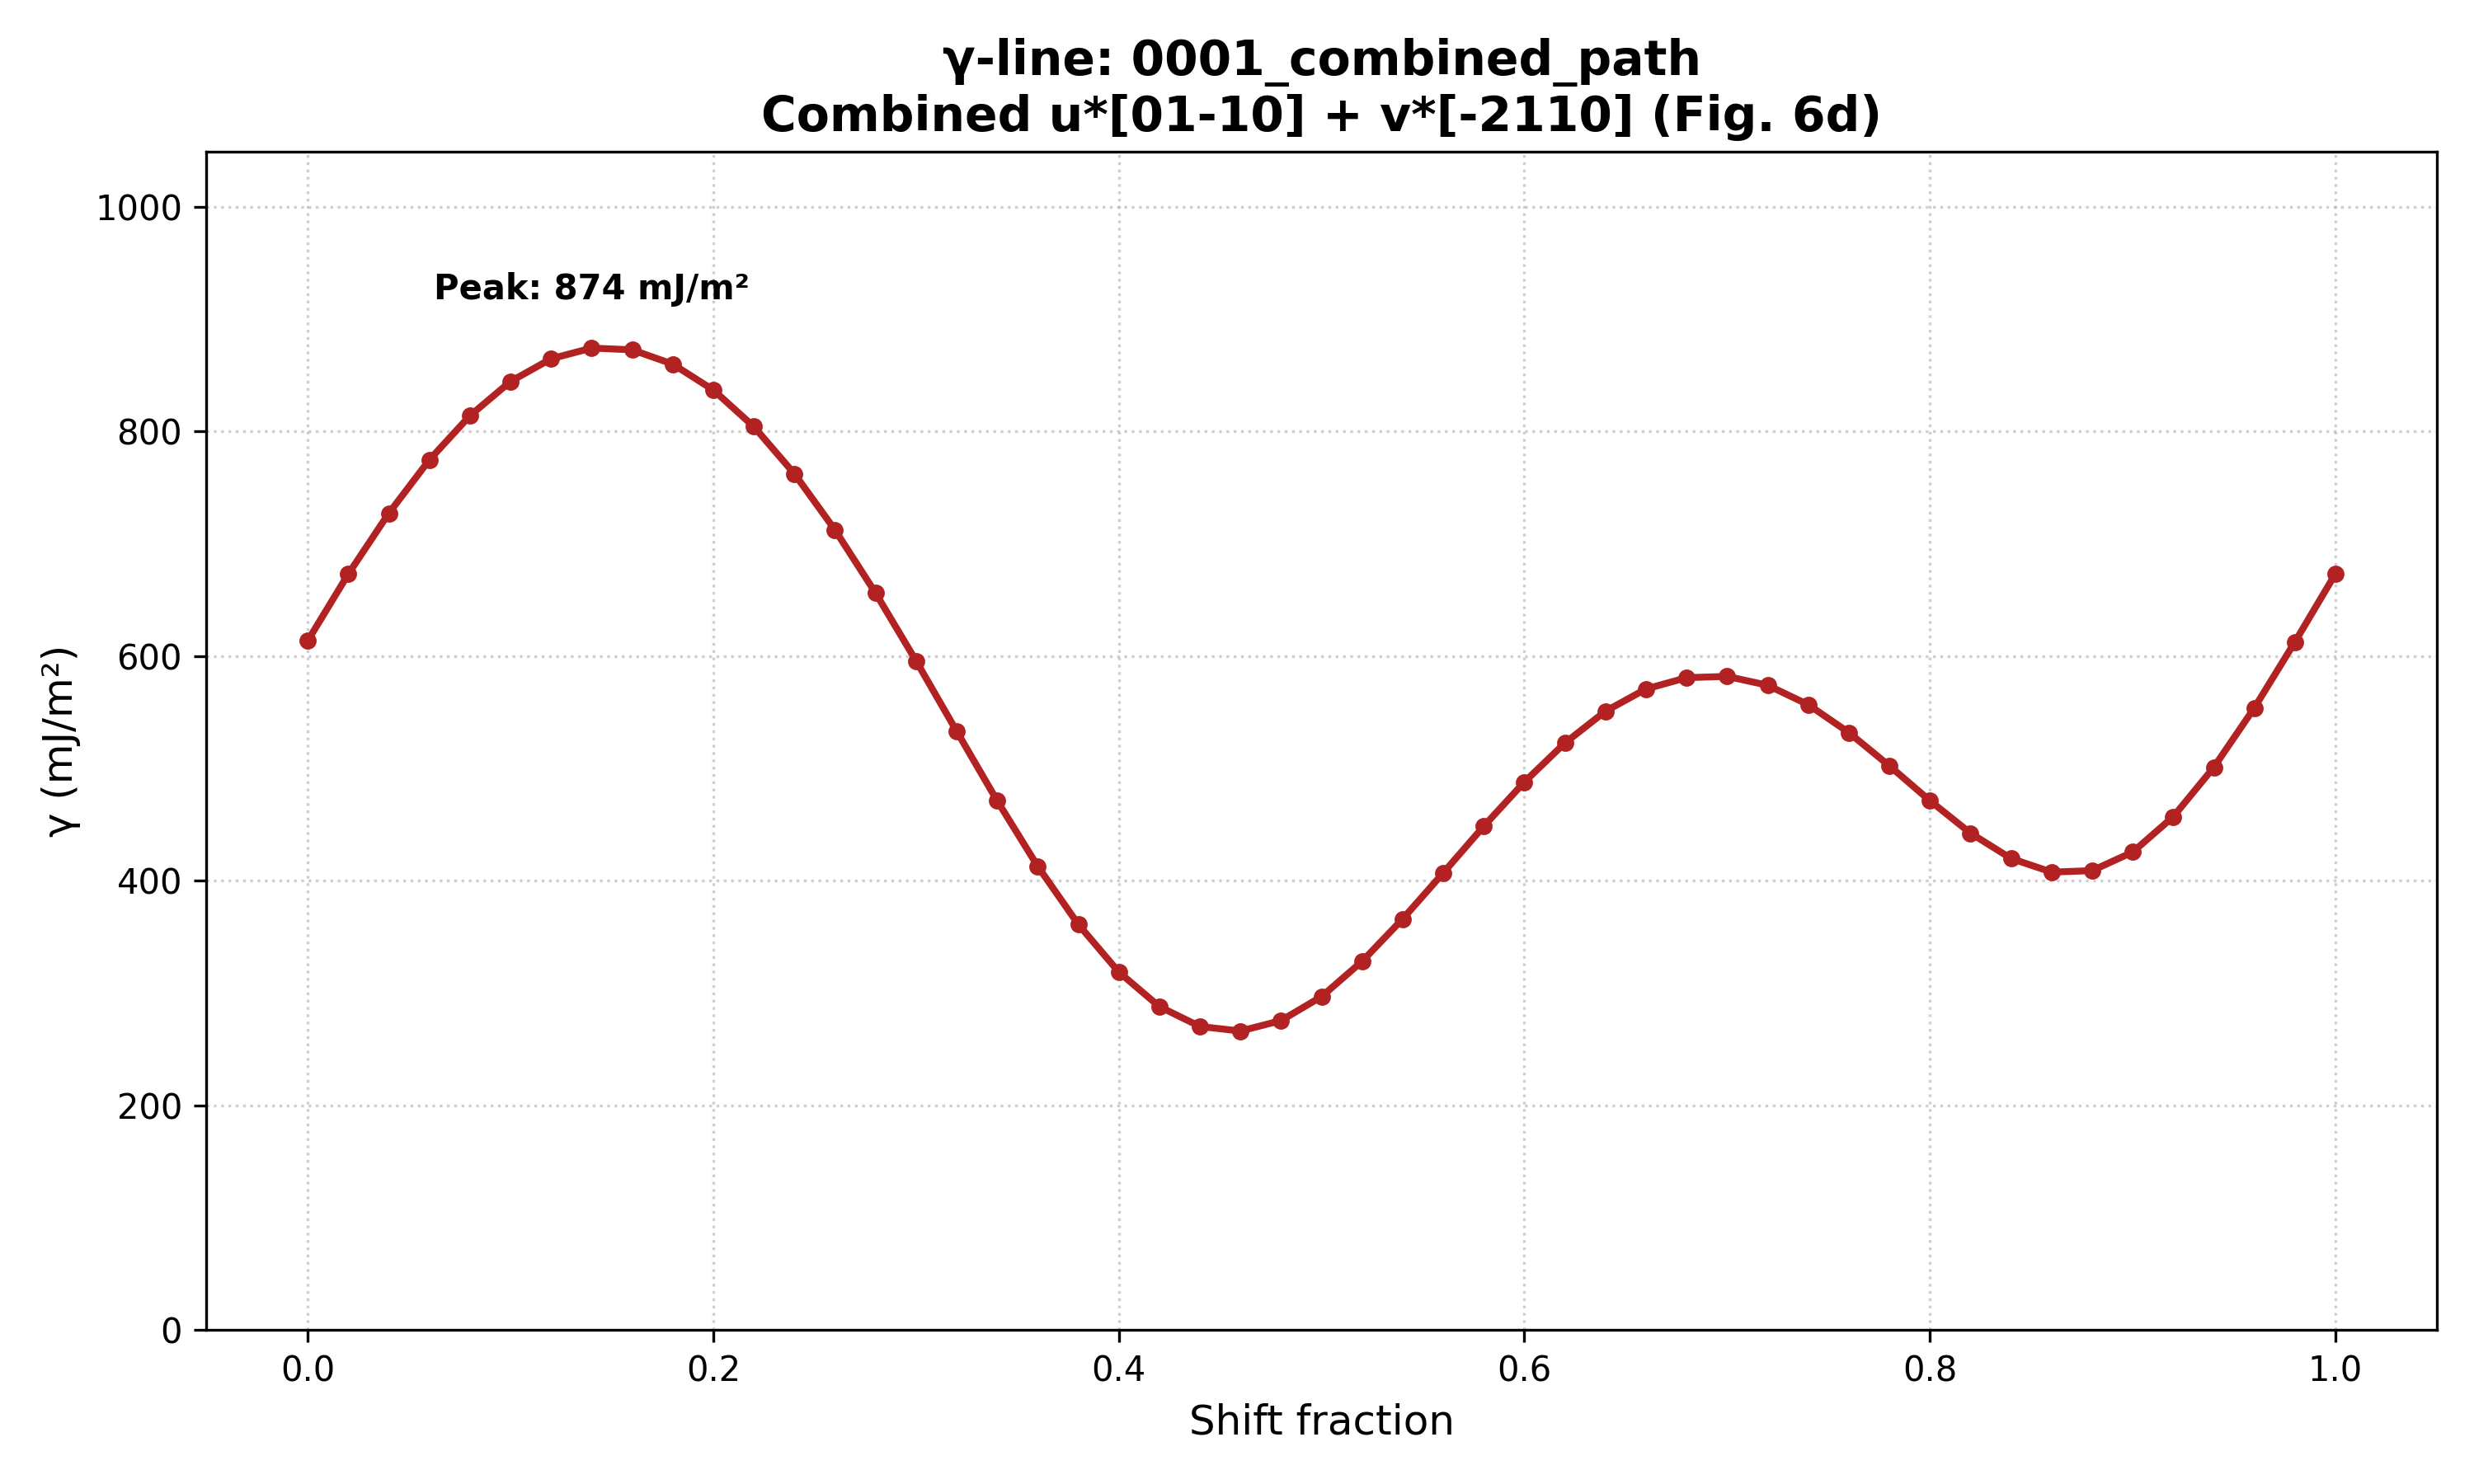 γ-line: 0001_combined_path
Combined u*[01-10] + v*[-2110] (Fig. 6d)
Peak: 874 mJ/m²
γ (mJ/m²)
1000
800
600
400
200
0
0.0 0.2 0.4 0.6 0.8 1.0
Shift fraction